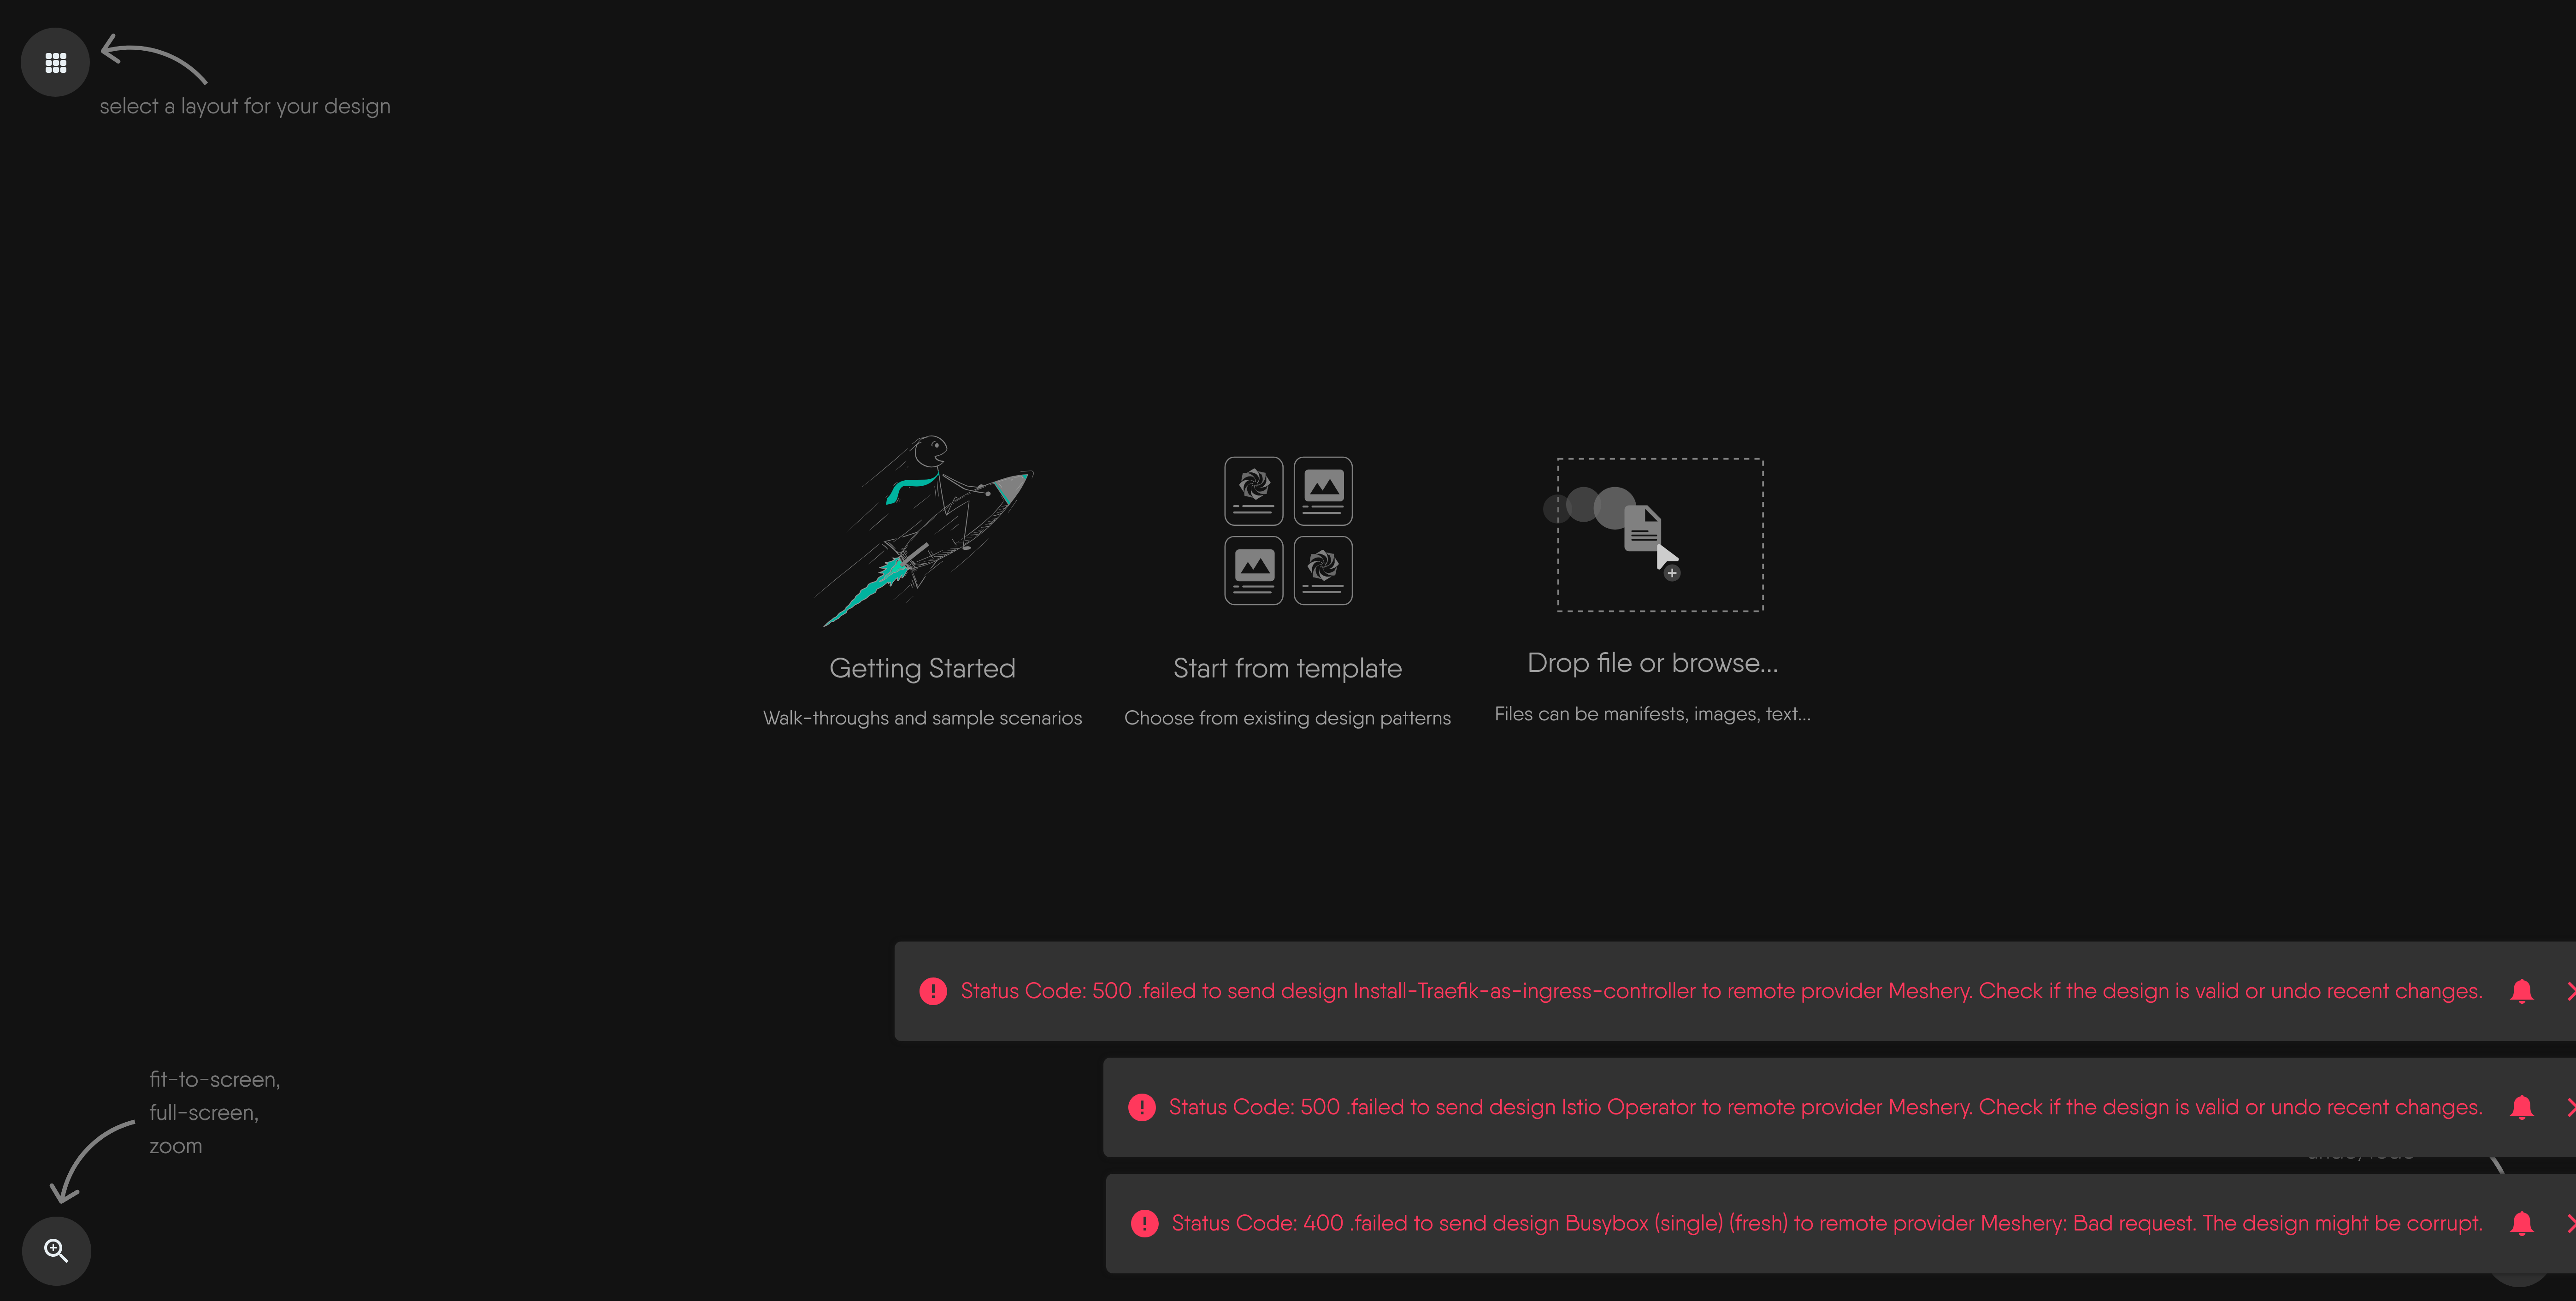 select a layout for your design
Getting Started
Walk-throughs and sample scenarios
Start from template
Choose from existing design patterns
Drop file or browse...
Files can be manifests, images, text...
Status Code: 500 .failed to send design Install-Traefik-as-ingress-controller to remote provider Meshery. Check if the design is valid or undo recent changes.
Status Code: 500 .failed to send design Istio Operator to remote provider Meshery. Check if the design is valid or undo recent changes.
Status Code: 400 .failed to send design Busybox (single) (fresh) to remote provider Meshery: Bad request. The design might be corrupt.
fit-to-screen,
full-screen,
zoom